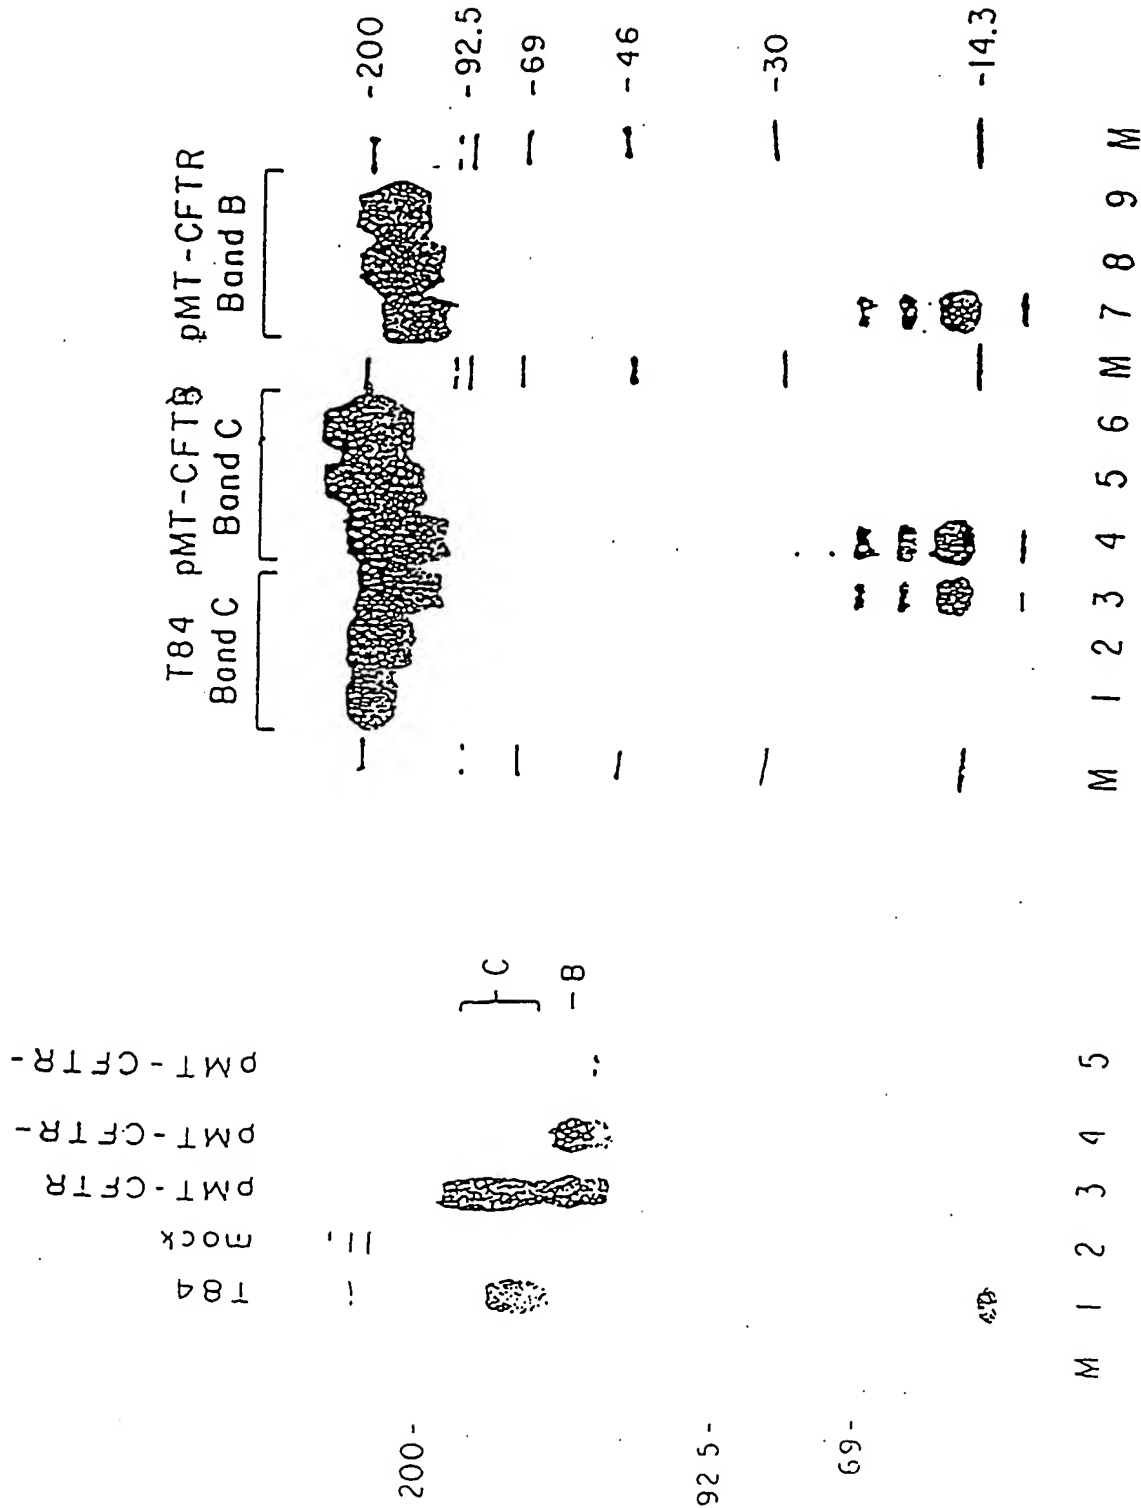 T84
mock
pMT-CFTR
pMT-CFTR-
pMT-CFTR-
200-
C
-B
92 5-
69-
M 1 2 3 4 5
T84
Band C
pMT-CFTR
Band C
pMT-CFTR
Band B
-200
-92.5
-69
-46
-30
-14.3
M 1 2 3 4 5 6 M 7 8 9 M